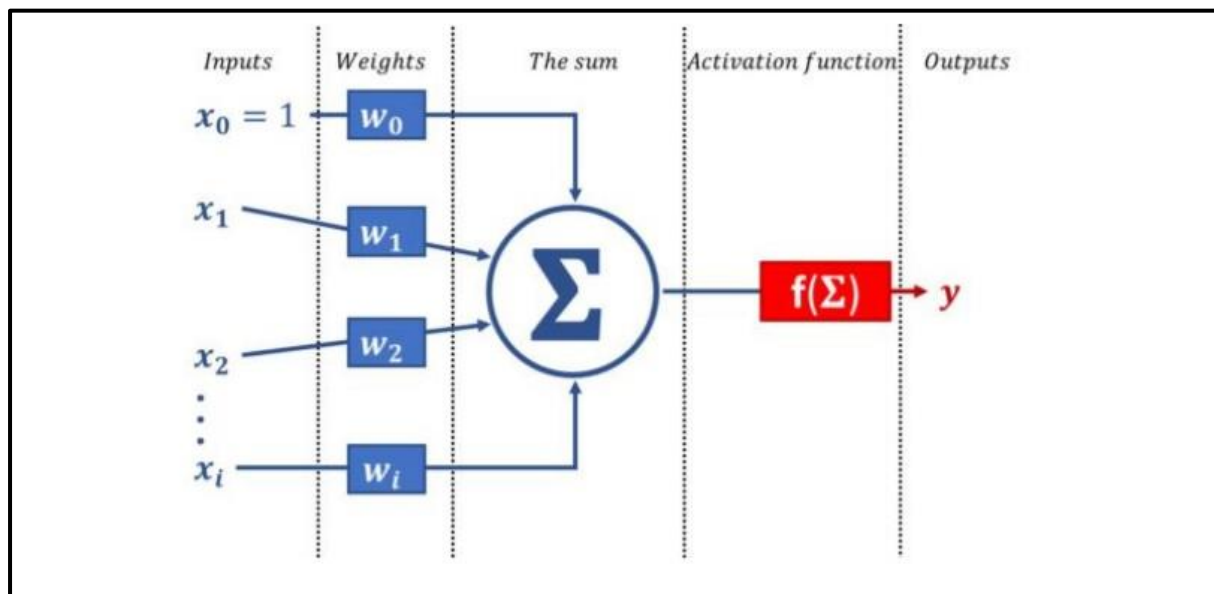 Inputs Weights The sum Activation function Outputs
x₀ = 1 w₀
x₁ w₁
Σ f(Σ) y
x₂ w₂
⋮
xᵢ wᵢ